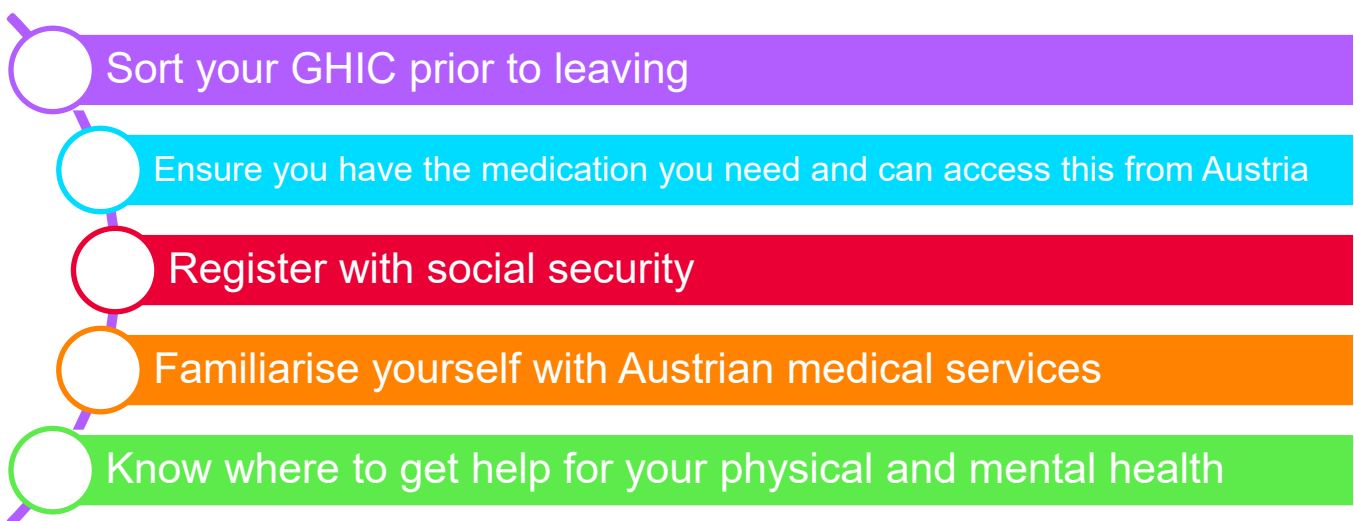 Sort your GHIC prior to leaving
Ensure you have the medication you need and can access this from Austria
Register with social security
Familiarise yourself with Austrian medical services
Know where to get help for your physical and mental health